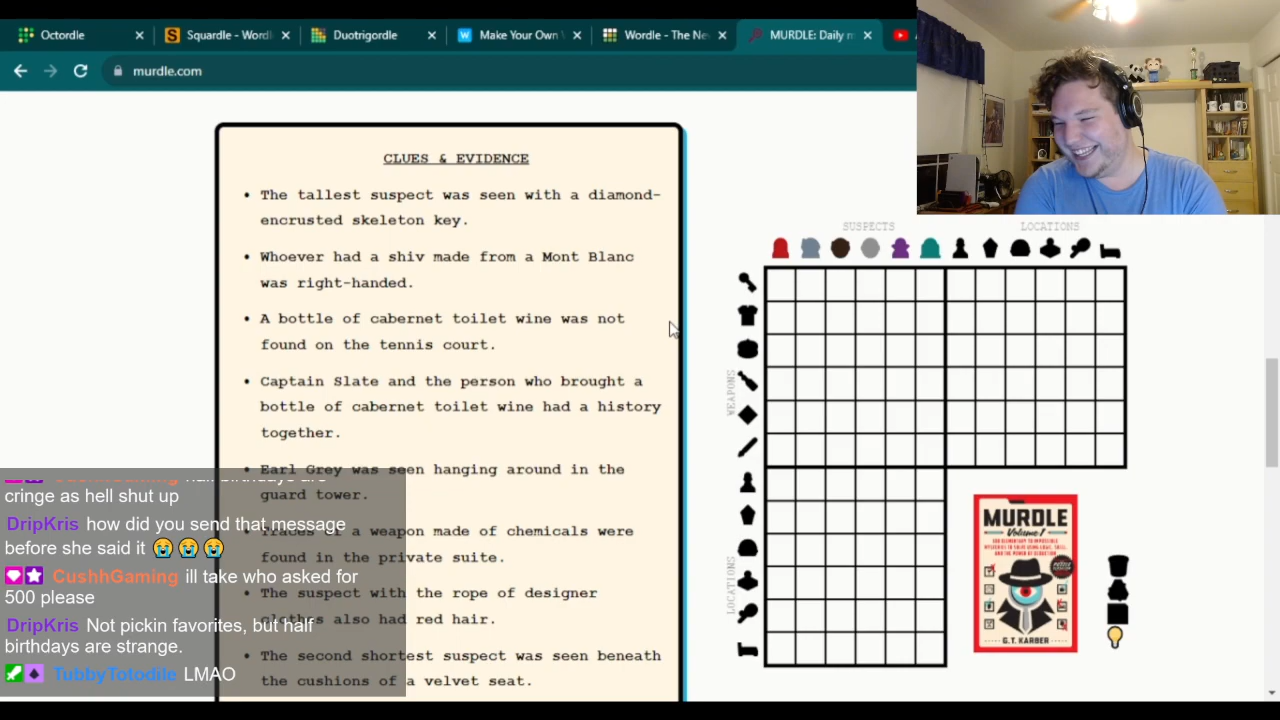 Octordle
Squardle - Wordl
Duotrigordle
Make Your Own
Wordle - The Ne
MURDLE: Daily m
murdle.com
CLUES & EVIDENCE
• The tallest suspect was seen with a diamond-
encrusted skeleton key.
• Whoever had a shiv made from a Mont Blanc
was right-handed.
• A bottle of cabernet toilet wine was not
found on the tennis court.
• Captain Slate and the person who brought a
bottle of cabernet toilet wine had a history
together.
• Earl Grey was seen hanging around in the
guard tower.
a weapon made of chemicals were
found in the private suite.
• The suspect with the rope of designer
also had red hair.
• The second shortest suspect was seen beneath
the cushions of a velvet seat.
SUSPECTS
LOCATIONS
WEAPONS
LOCATIONS
MURDLE
Volume 1
G.T. KARBER
cringe as hell shut up
DripKris how did you send that message
before she said it 😭😭😭
CushhGaming ill take who asked for
500 please
DripKris Not pickin favorites, but half
birthdays are strange.
TubbyTotodile LMAO